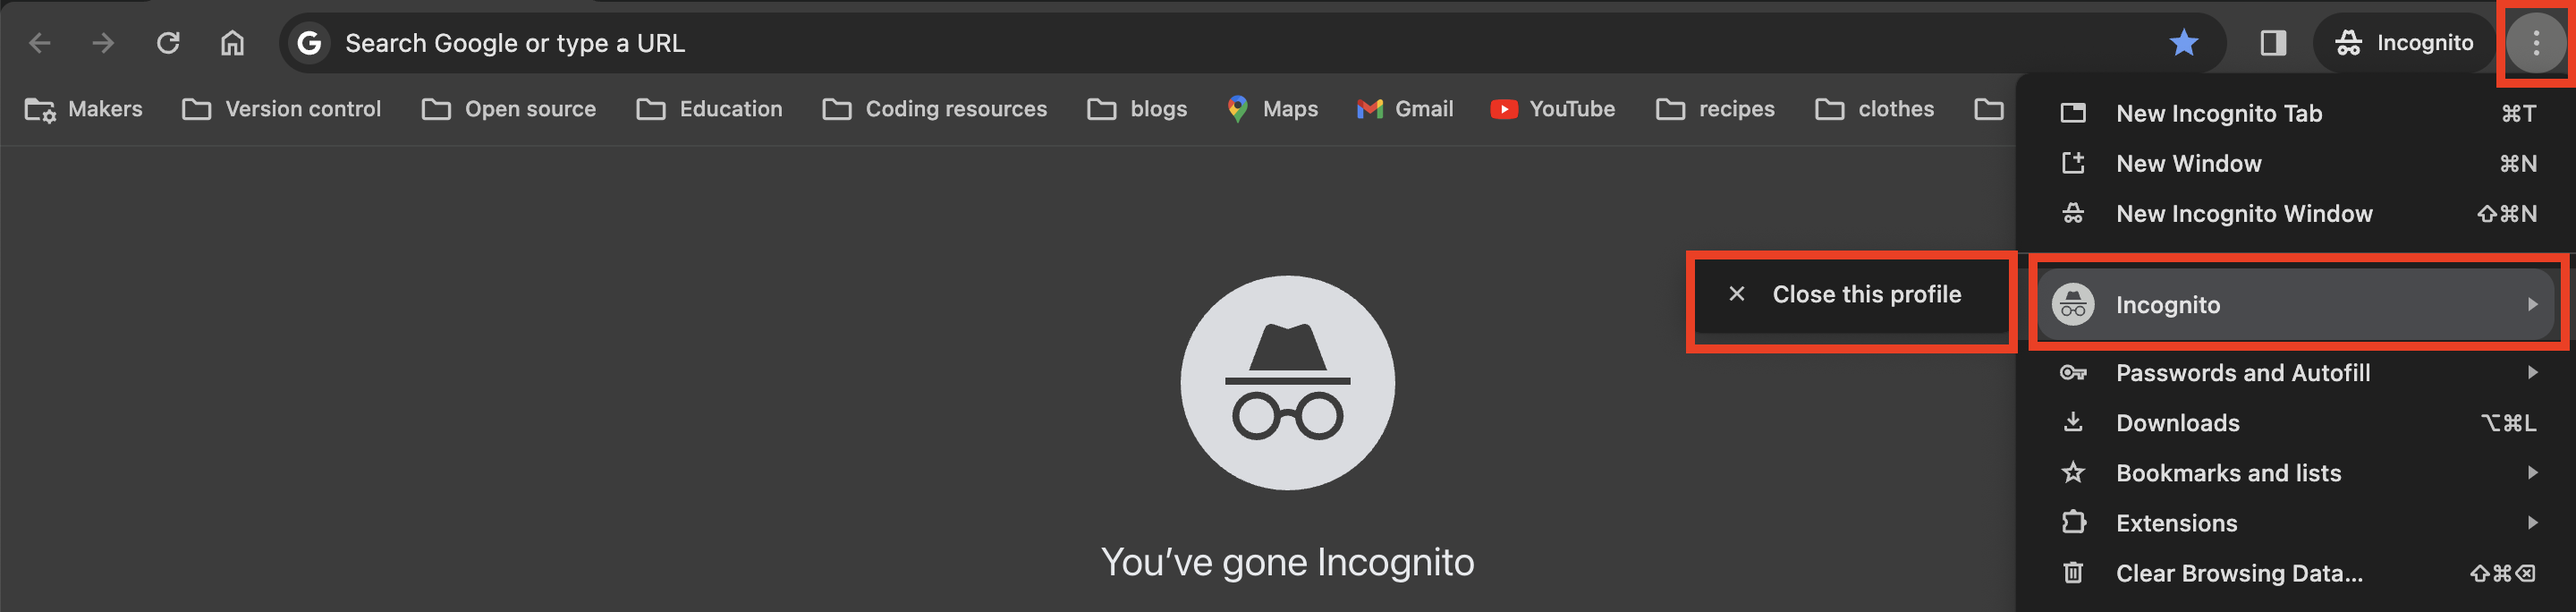 Search Google or type a URL
Incognito
Makers Version control Open source Education Coding resources blogs Maps Gmail YouTube recipes clothes
New Incognito Tab ⌘T
New Window ⌘N
New Incognito Window ⇧⌘N
Close this profile
Incognito
Passwords and Autofill
Downloads ⌥⌘L
Bookmarks and lists
Extensions
Clear Browsing Data... ⇧⌘⌫
You’ve gone Incognito